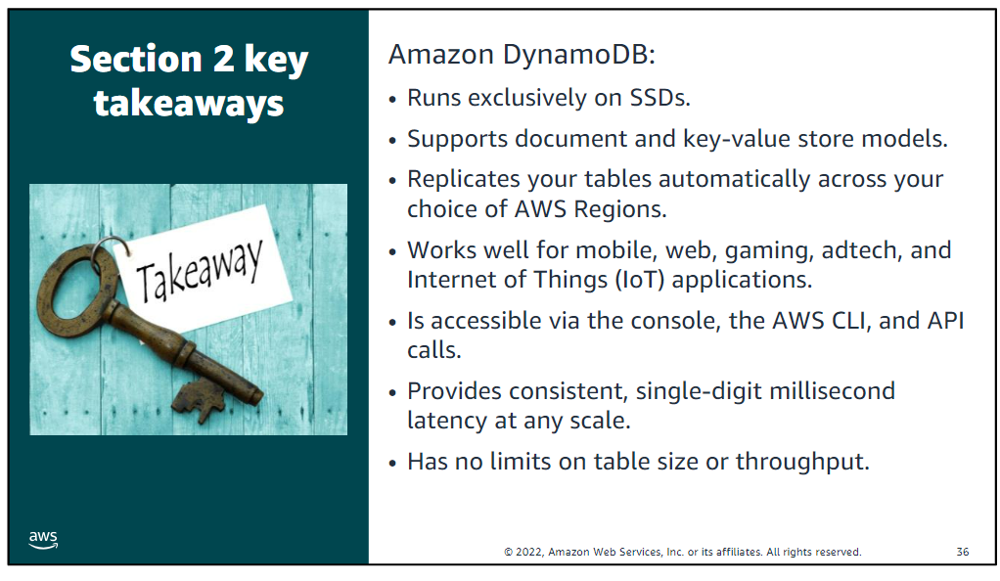 Section 2 key
takeaways
Takeaway
aws
Amazon DynamoDB:
• Runs exclusively on SSDs.
• Supports document and key-value store models.
• Replicates your tables automatically across your
choice of AWS Regions.
• Works well for mobile, web, gaming, adtech, and
Internet of Things (IoT) applications.
• Is accessible via the console, the AWS CLI, and API
calls.
• Provides consistent, single-digit millisecond
latency at any scale.
• Has no limits on table size or throughput.
© 2022, Amazon Web Services, Inc. or its affiliates. All rights reserved.
36